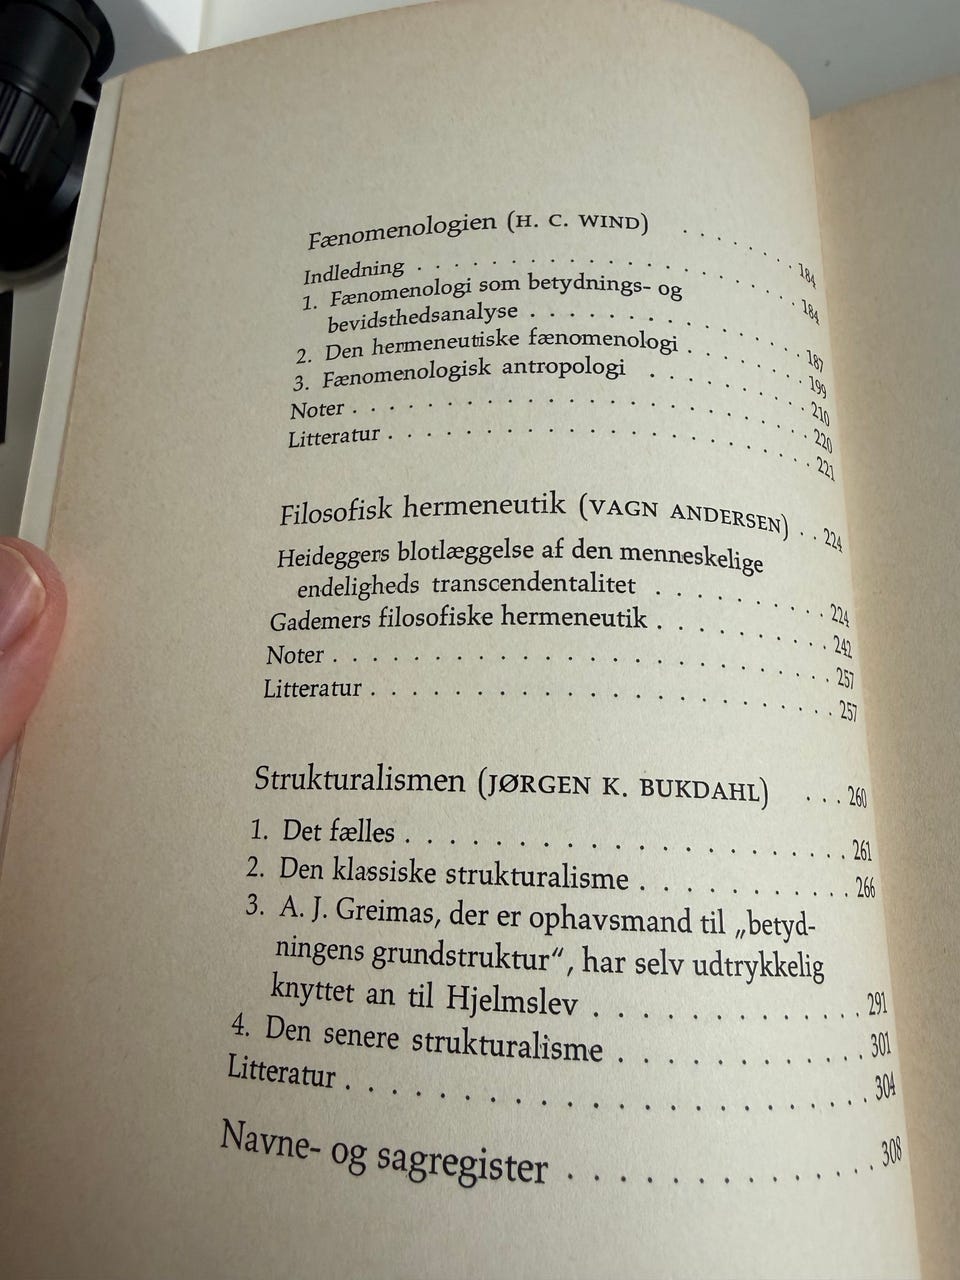 Fænomenologien (H. C. WIND) . . . . . . . 184
Indledning . . . . . . . . . . . . . . . . . . 184
1. Fænomenologi som betydnings- og
bevidsthedsanalyse . . . . . . . . . . . . . 187
2. Den hermeneutiske fænomenologi . . . . . . 199
3. Fænomenologisk antropologi . . . . . . . . 210
Noter . . . . . . . . . . . . . . . . . . . . 220
Litteratur . . . . . . . . . . . . . . . . . . 221
Filosofisk hermeneutik (VAGN ANDERSEN) . . 224
Heideggers blotlæggelse af den menneskelige
endeligheds transcendentalitet . . . . . . . . 224
Gademers filosofiske hermeneutik . . . . . . . 242
Noter . . . . . . . . . . . . . . . . . . . . 257
Litteratur . . . . . . . . . . . . . . . . . . 257
Strukturalismen (JØRGEN K. BUKDAHL) . . . 260
1. Det fælles . . . . . . . . . . . . . . . . . 261
2. Den klassiske strukturalisme . . . . . . . . . 266
3. A. J. Greimas, der er ophavsmand til „betyd-
ningens grundstruktur“, har selv udtrykkelig
knyttet an til Hjelmslev . . . . . . . . . . . 291
4. Den senere strukturalisme . . . . . . . . . . 301
Litteratur . . . . . . . . . . . . . . . . . . . 304
Navne- og sagregister . . . . . . . . . . . . 308